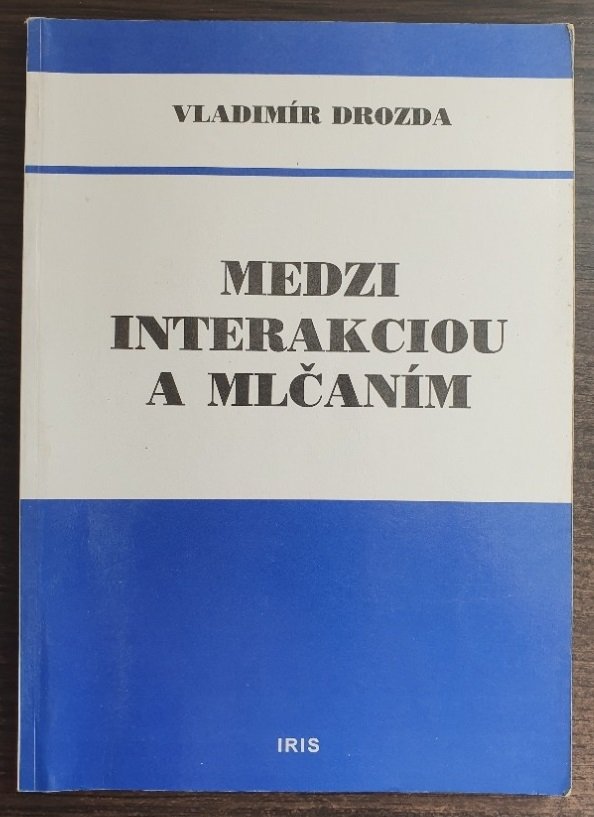 VLADIMÍR DROZDA
MEDZI
INTERAKCIOU
A MLČANÍM
IRIS